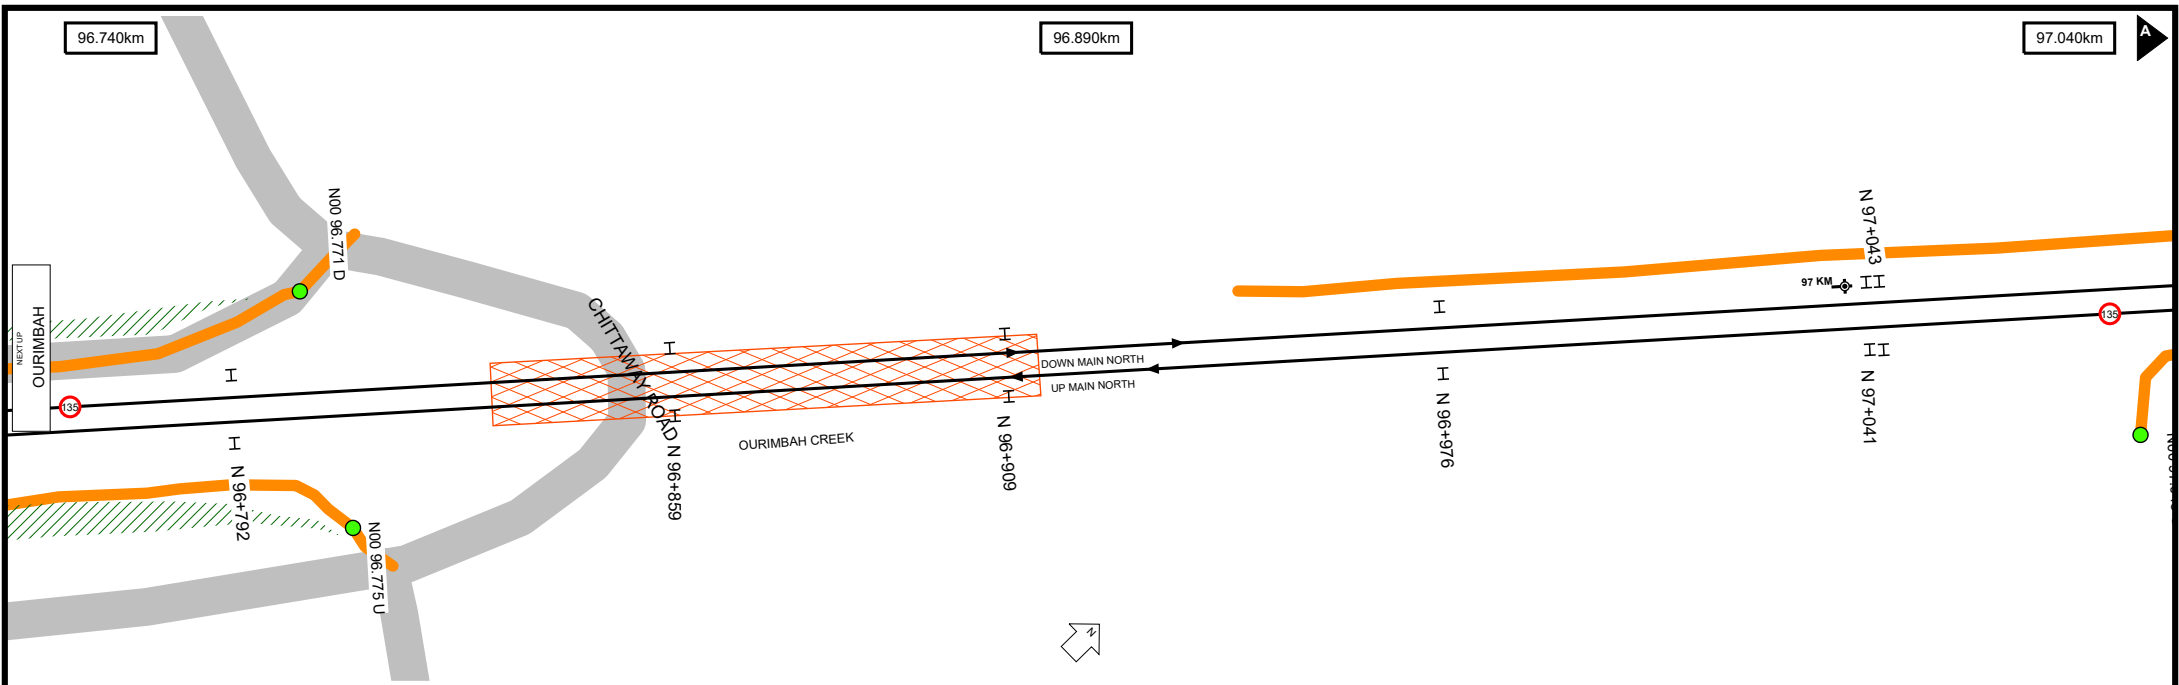 96.740km
96.890km
97.040km
A
N00 96.771 D
N 97+043
97 KM
NEXT UP
OURIMBAH
135
135
CHITTAWAY ROAD
DOWN MAIN NORTH
UP MAIN NORTH
OURIMBAH CREEK
N 96+792
N 96+859
N 96+909
N 96+976
N 97+041
N00 96.775 U
N